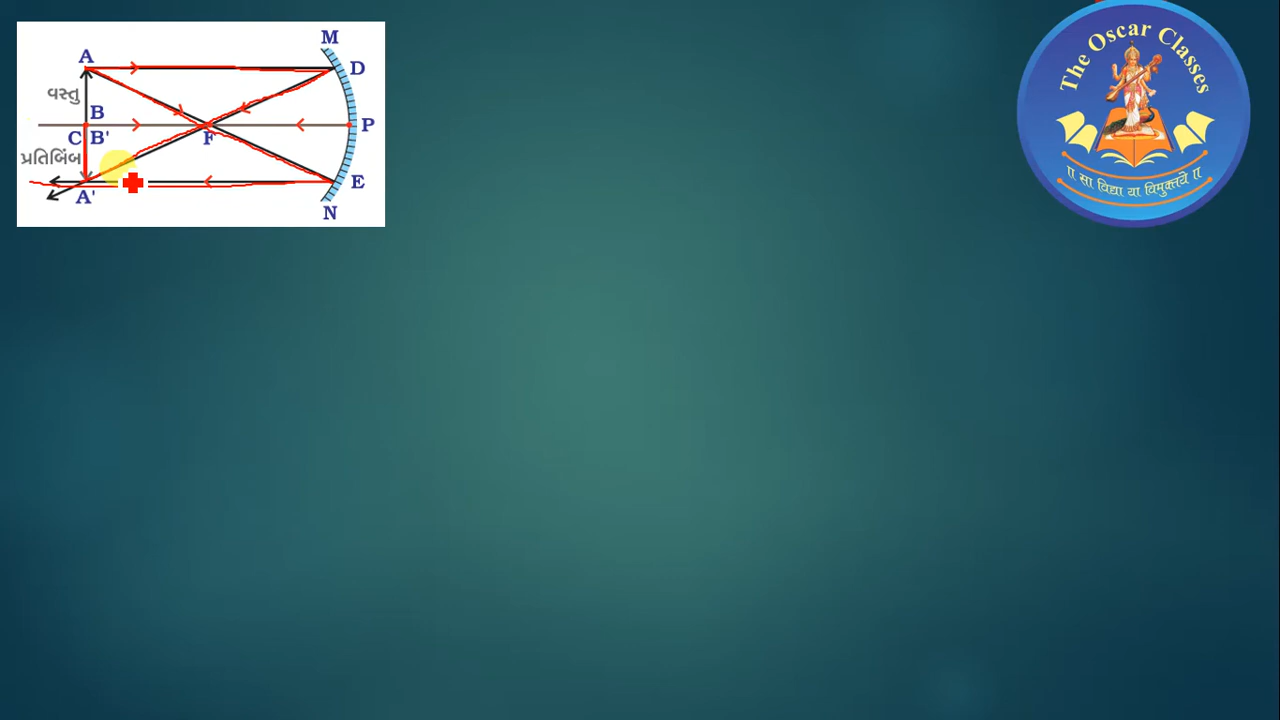 M
A
D
વસ્તુ
B
P
C B'
F
પ્રતિબિંબ
E
A'
N
The Oscar Classes
॥ सा विद्या या विमुक्तये ॥